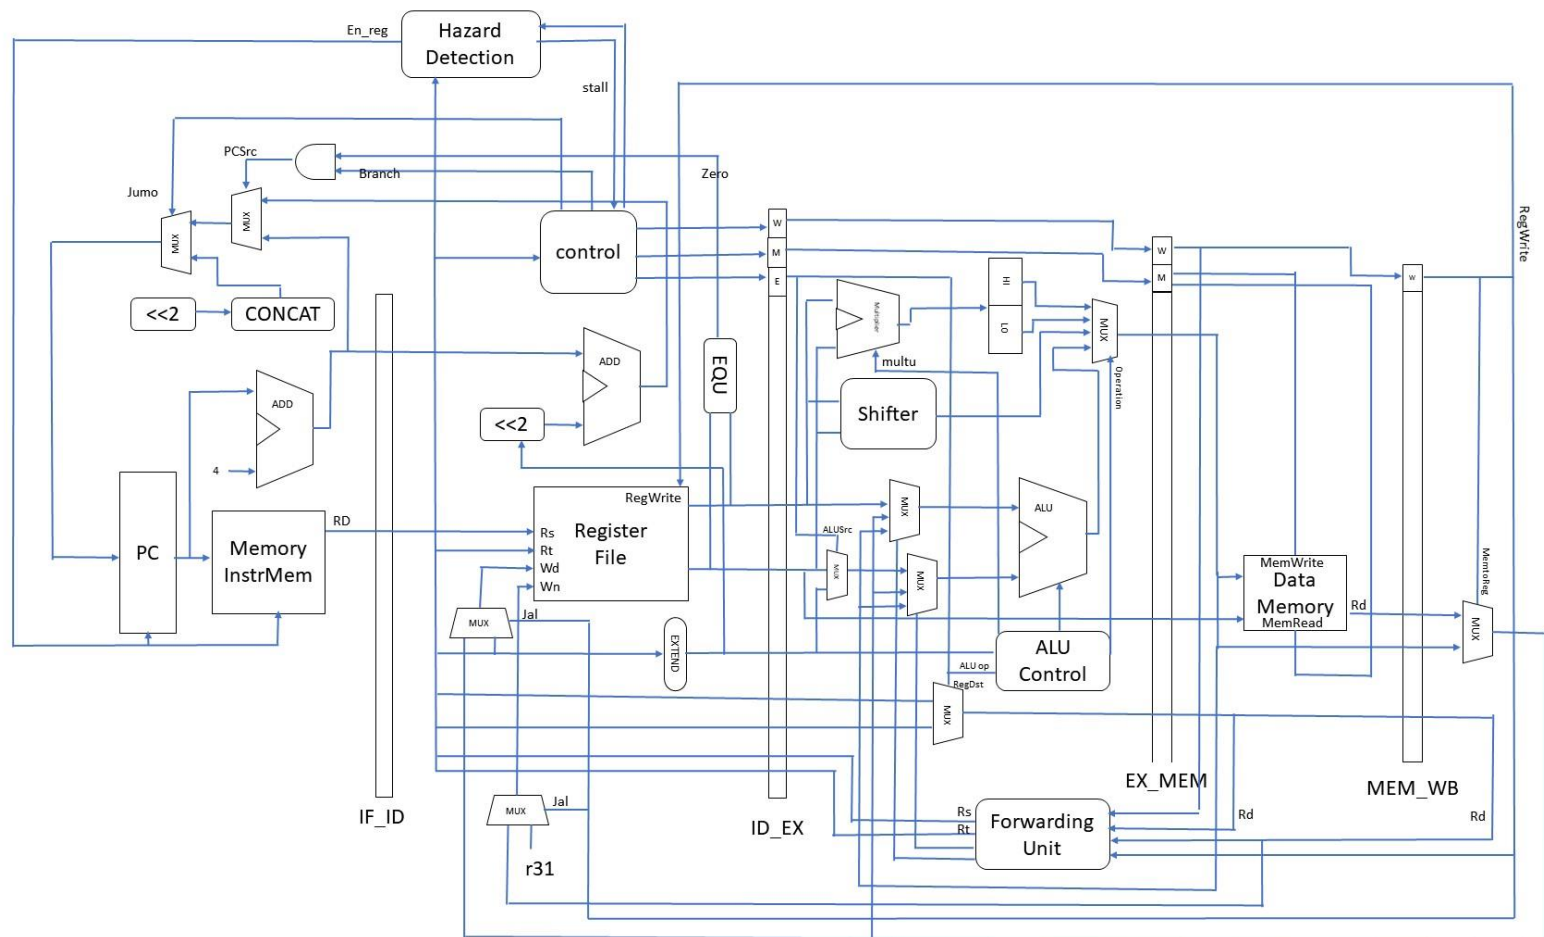 En_reg
Hazard
Detection
stall
PCSrc
Branch
Zero
Jumo
MUX
MUX
control
W
M
E
W
M
W
RegWrite
<<2
CONCAT
HI
LO
Multiplier
MUX
multu
Operation
ADD
EQU
ADD
<<2
Shifter
4
RegWrite
MUX
ALU
RD
Rs
Rt
Wd
Wn
Register
File
ALUSrc
PC
Memory
InstrMem
MUX
MUX
MemWrite
Data
Memory
MemRead
Rd
MemtoReg
MUX
MUX
Jal
EXTEND
ALU
Control
ALU op
RegDst
MUX
EX_MEM
MEM_WB
IF_ID
MUX
Jal
ID_EX
Rs
Rt
Forwarding
Unit
Rd
Rd
r31